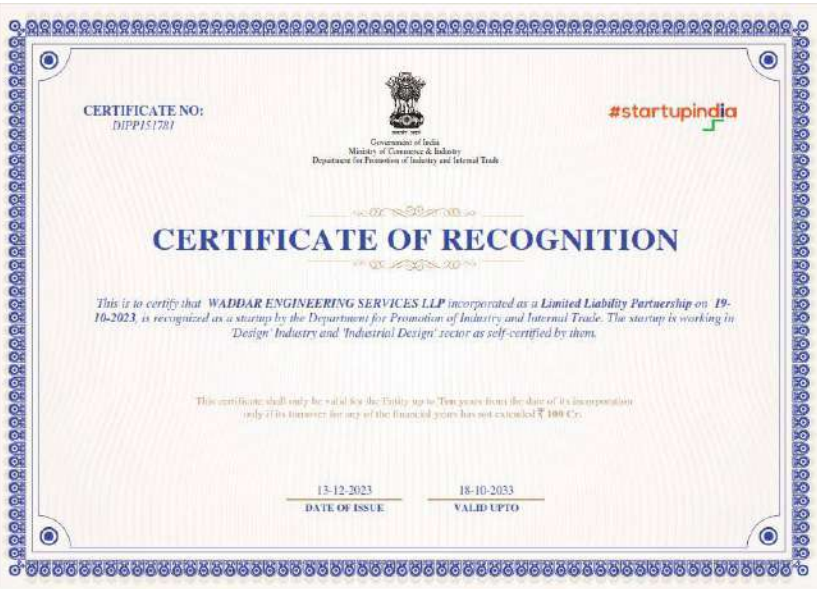 CERTIFICATE NO:
DIPP151781
सत्यमेव जयते
#startupindia
Government of India
Ministry of Commerce & Industry
Department for Promotion of Industry and Internal Trade
CERTIFICATE OF RECOGNITION
This is to certify that WADDAR ENGINEERING SERVICES LLP incorporated as a Limited Liability Partnership on 19-
10-2023, is recognized as a startup by the Department for Promotion of Industry and Internal Trade. The startup is working in
'Design' Industry and 'Industrial Design' sector as self-certified by them.
This certificate shall only be valid for the Entity up to Ten years from the date of its incorporation
only if its turnover for any of the financial years has not exceeded ₹ 100 Cr.
13-12-2023
DATE OF ISSUE
18-10-2033
VALID UPTO